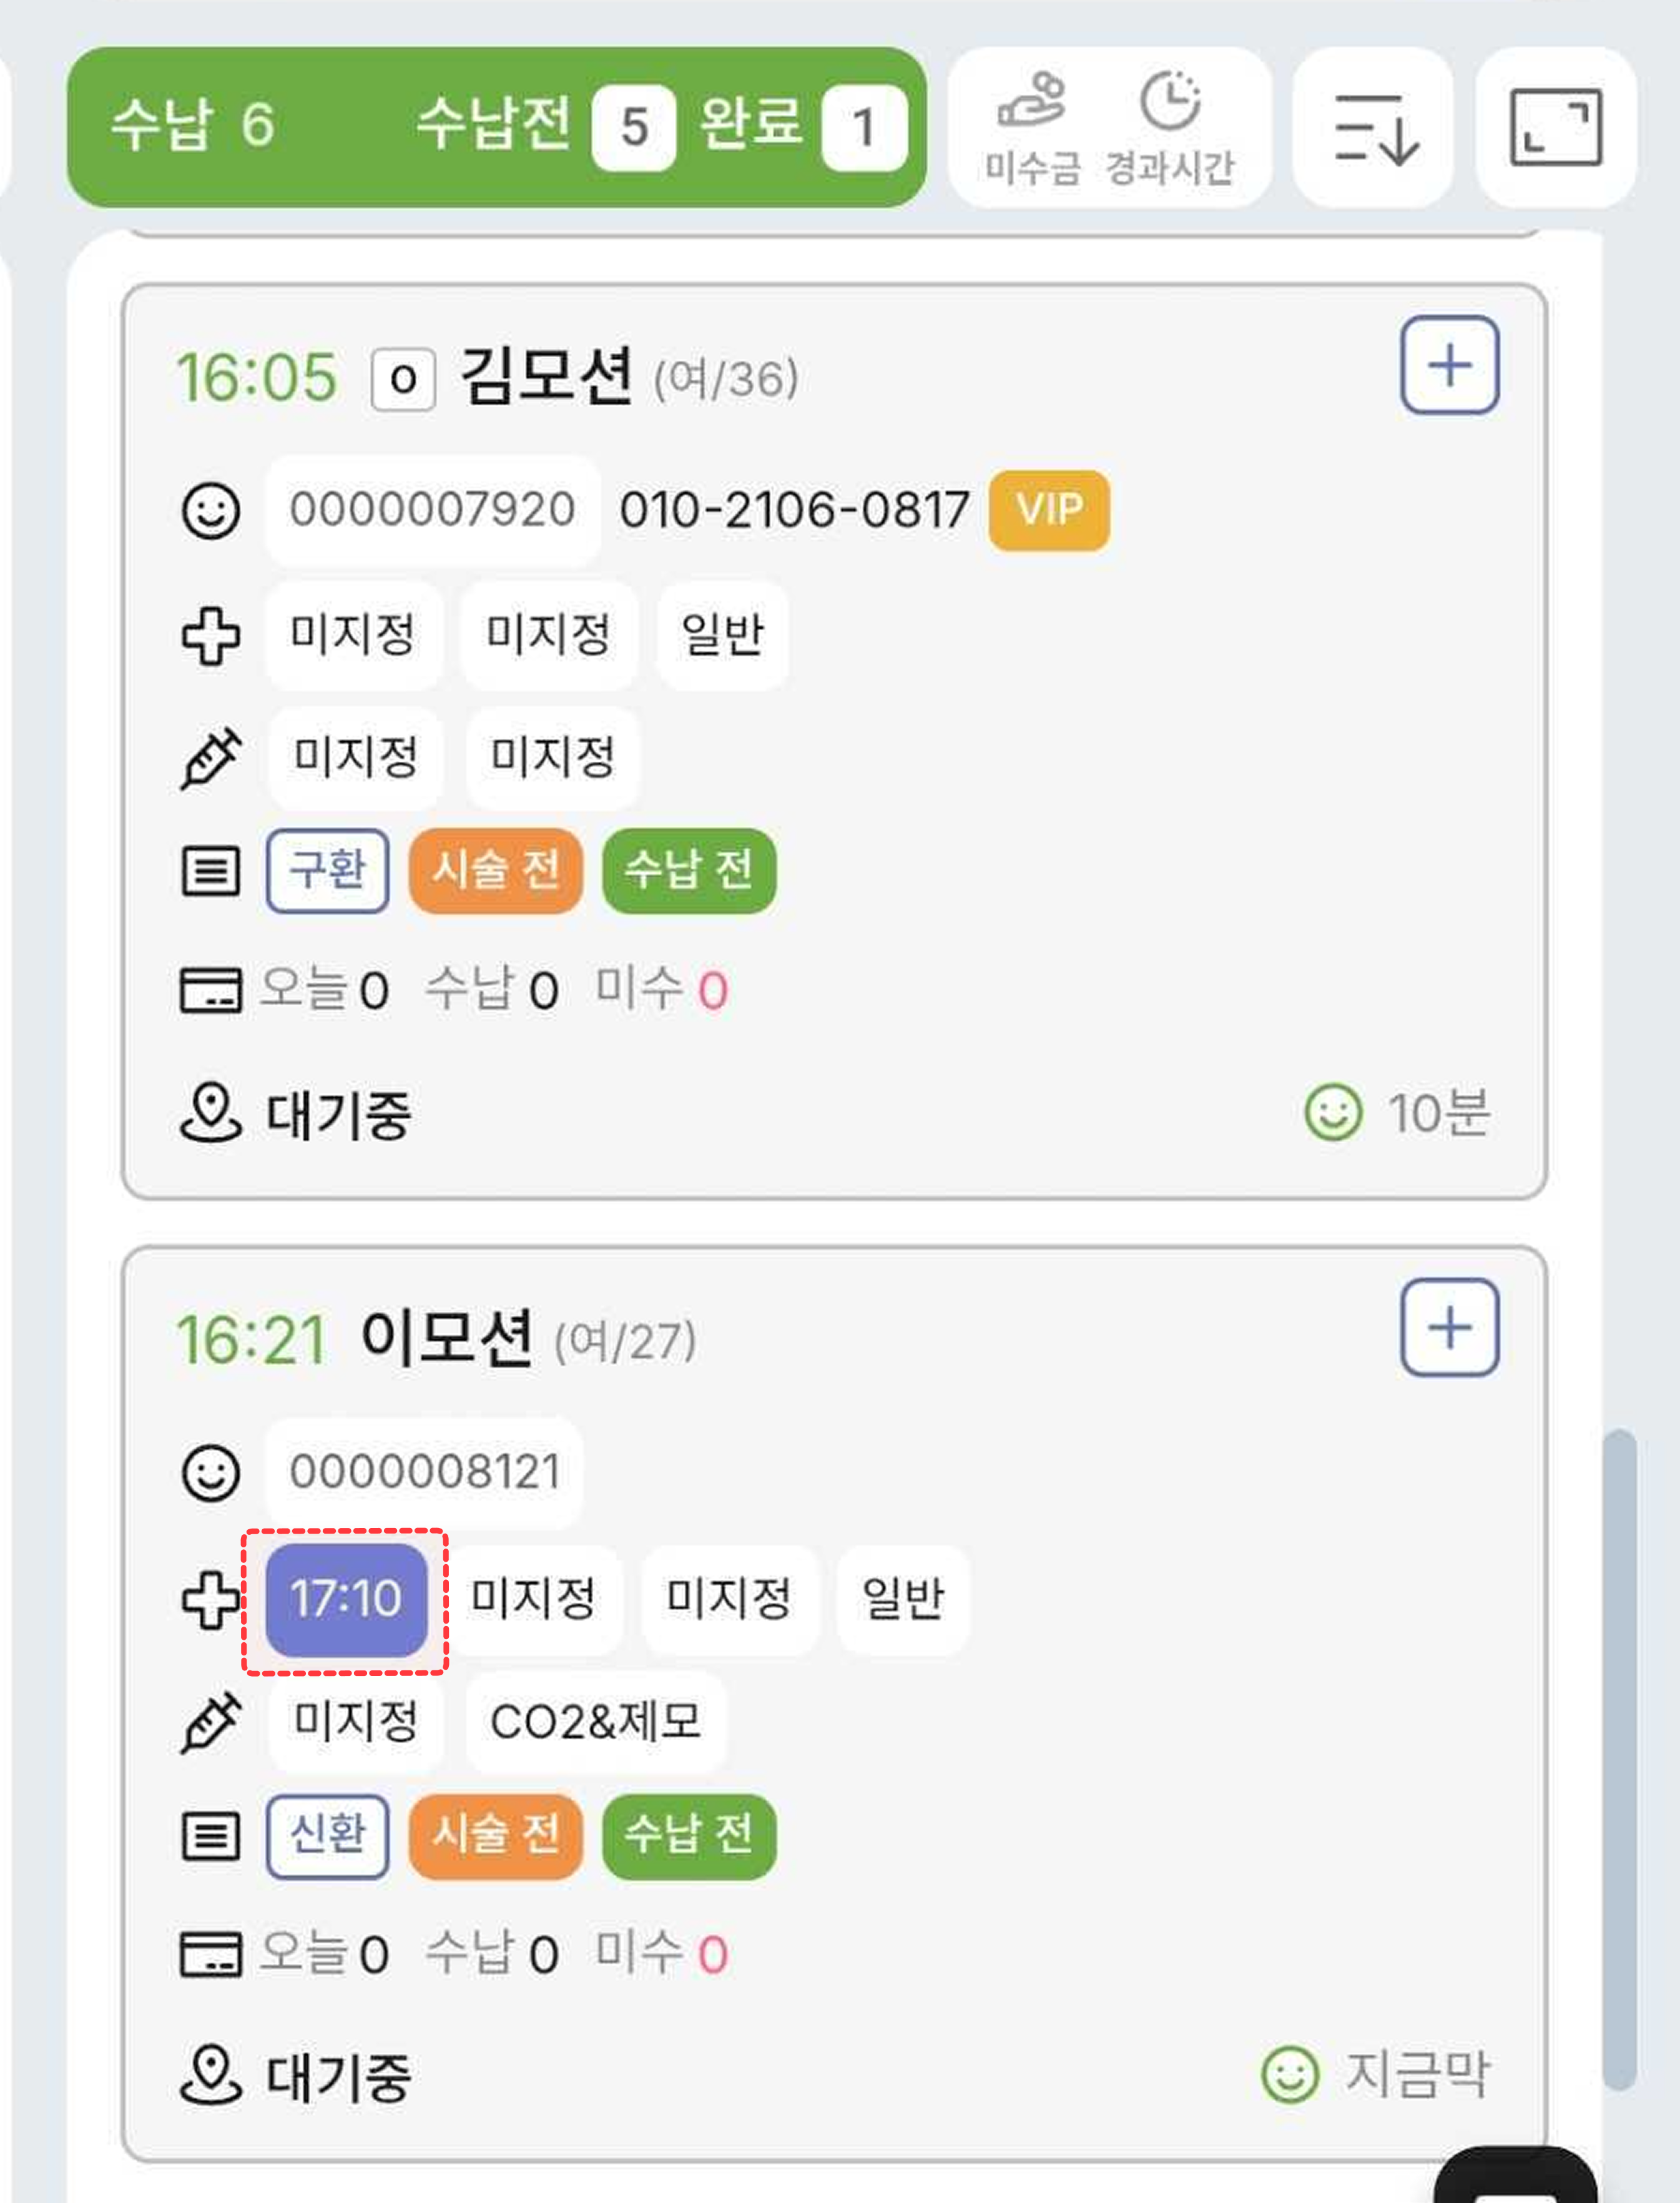 수납 6 수납전 5 완료 1
미수금 경과시간
16:05 O 김모션 (여/36)
0000007920 010-2106-0817 VIP
미지정 미지정 일반
미지정 미지정
구환 시술 전 수납 전
오늘 0 수납 0 미수 0
대기중 10분
16:21 이모션 (여/27)
0000008121
17:10 미지정 미지정 일반
미지정 CO2&제모
신환 시술 전 수납 전
오늘 0 수납 0 미수 0
대기중 지금막